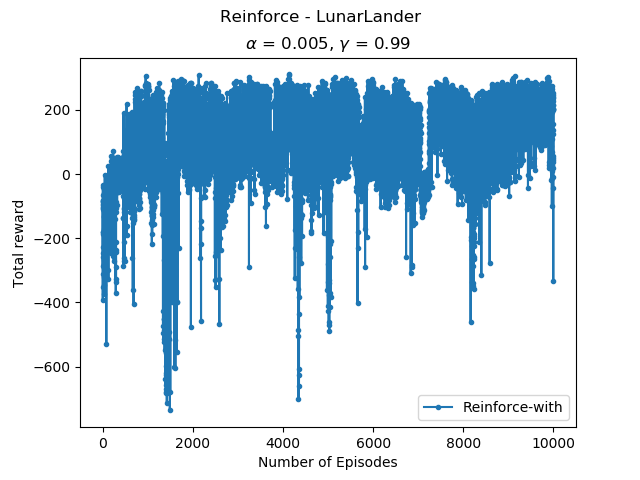 Reinforce - LunarLander
α = 0.005, γ = 0.99
Total reward
200
0
−200
−400
−600
Reinforce-with
0
2000
4000
6000
8000
10000
Number of Episodes